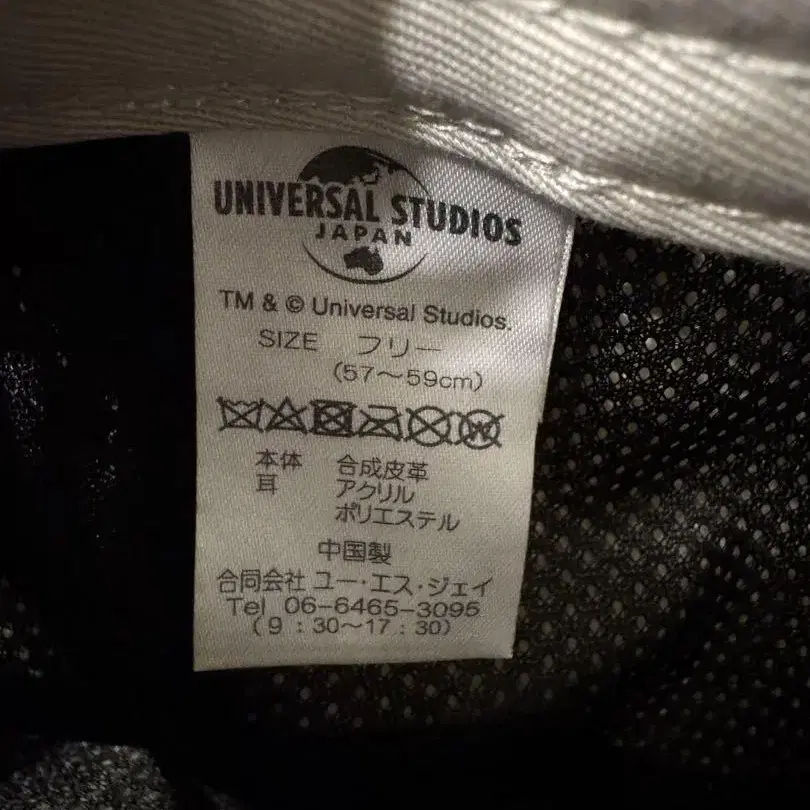 UNIVERSAL STUDIOS
JAPAN
TM & © Universal Studios.
SIZE フリー
(57～59cm)
本体 合成皮革
耳 アクリル
ポリエステル
中国製
合同会社 ユー・エス・ジェイ
Tel 06-6465-3095
(9：30～17：30)